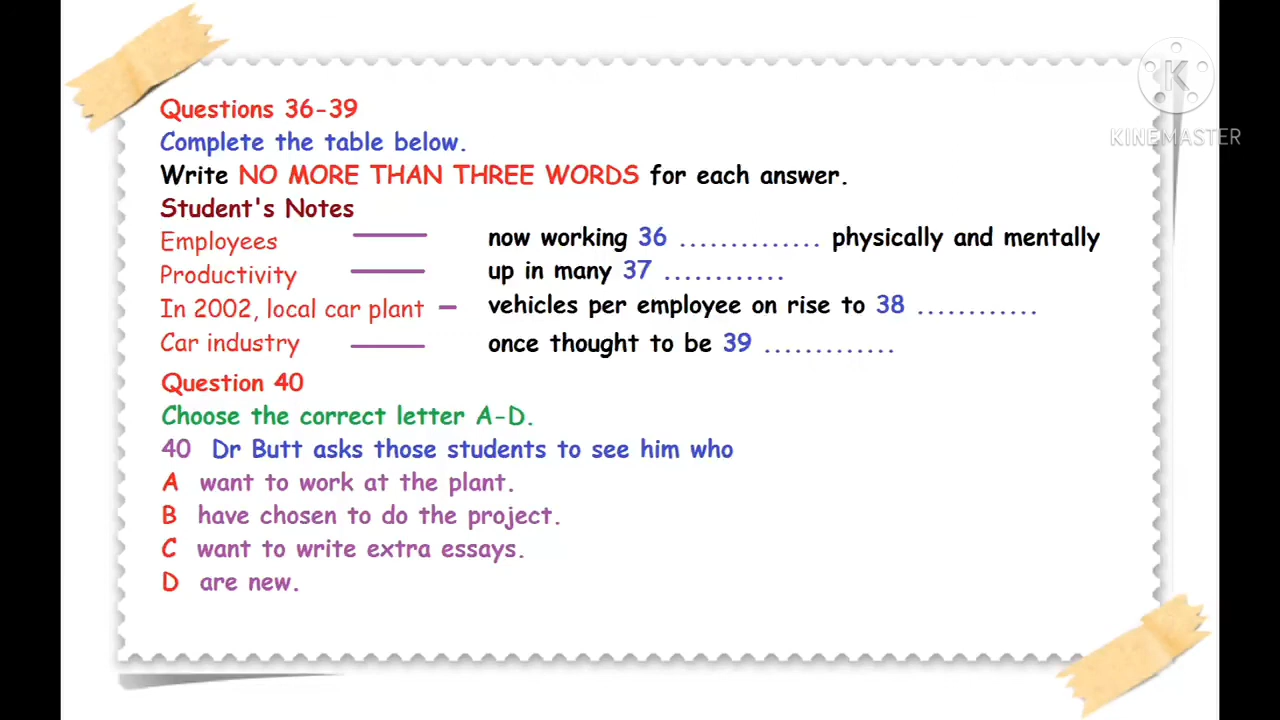 K
KINEMASTER
Questions 36-39
Complete the table below.
Write NO MORE THAN THREE WORDS for each answer.
Student's Notes
Employees —— now working 36 .............. physically and mentally
Productivity —— up in many 37 ............
In 2002, local car plant – vehicles per employee on rise to 38 ............
Car industry —— once thought to be 39 .............
Question 40
Choose the correct letter A-D.
40 Dr Butt asks those students to see him who
A want to work at the plant.
B have chosen to do the project.
C want to write extra essays.
D are new.